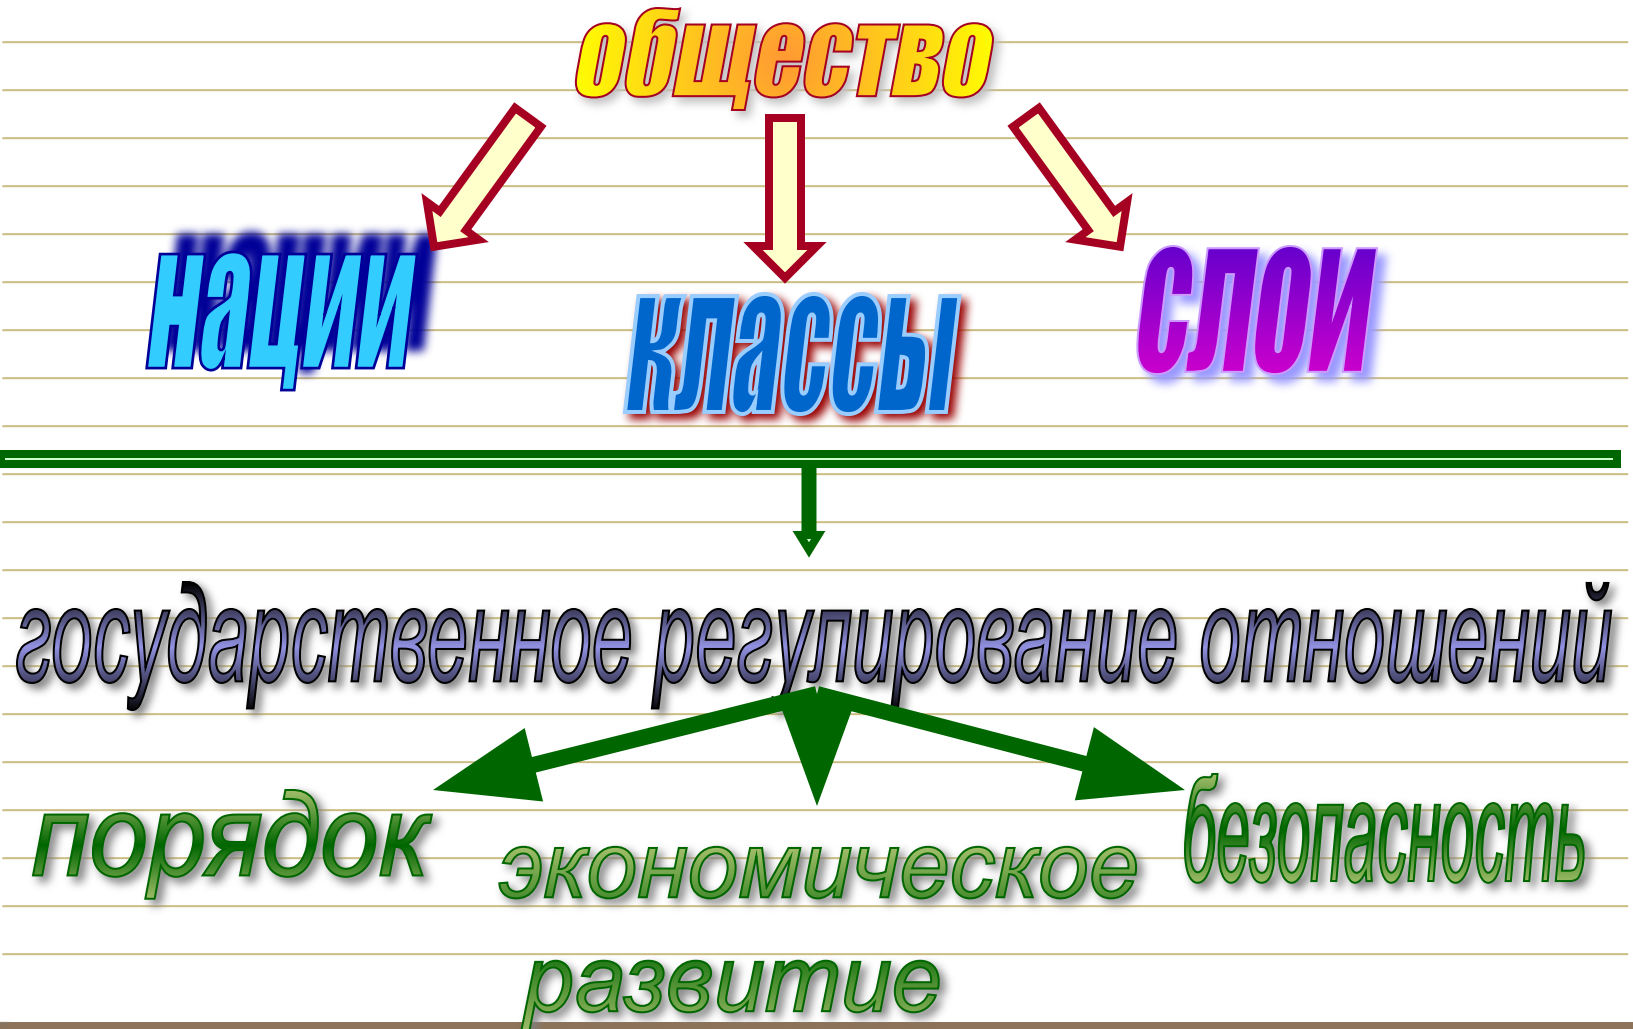 общество
нации
классы
слои
государственное регулирование отношений
порядок
экономическое
развитие
безопасность